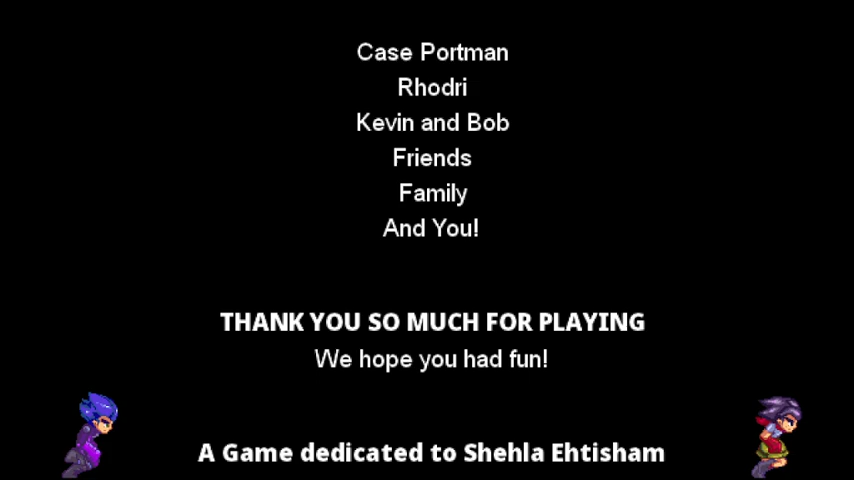 Case Portman
Rhodri
Kevin and Bob
Friends
Family
And You!
THANK YOU SO MUCH FOR PLAYING
We hope you had fun!
A Game dedicated to Shehla Ehtisham